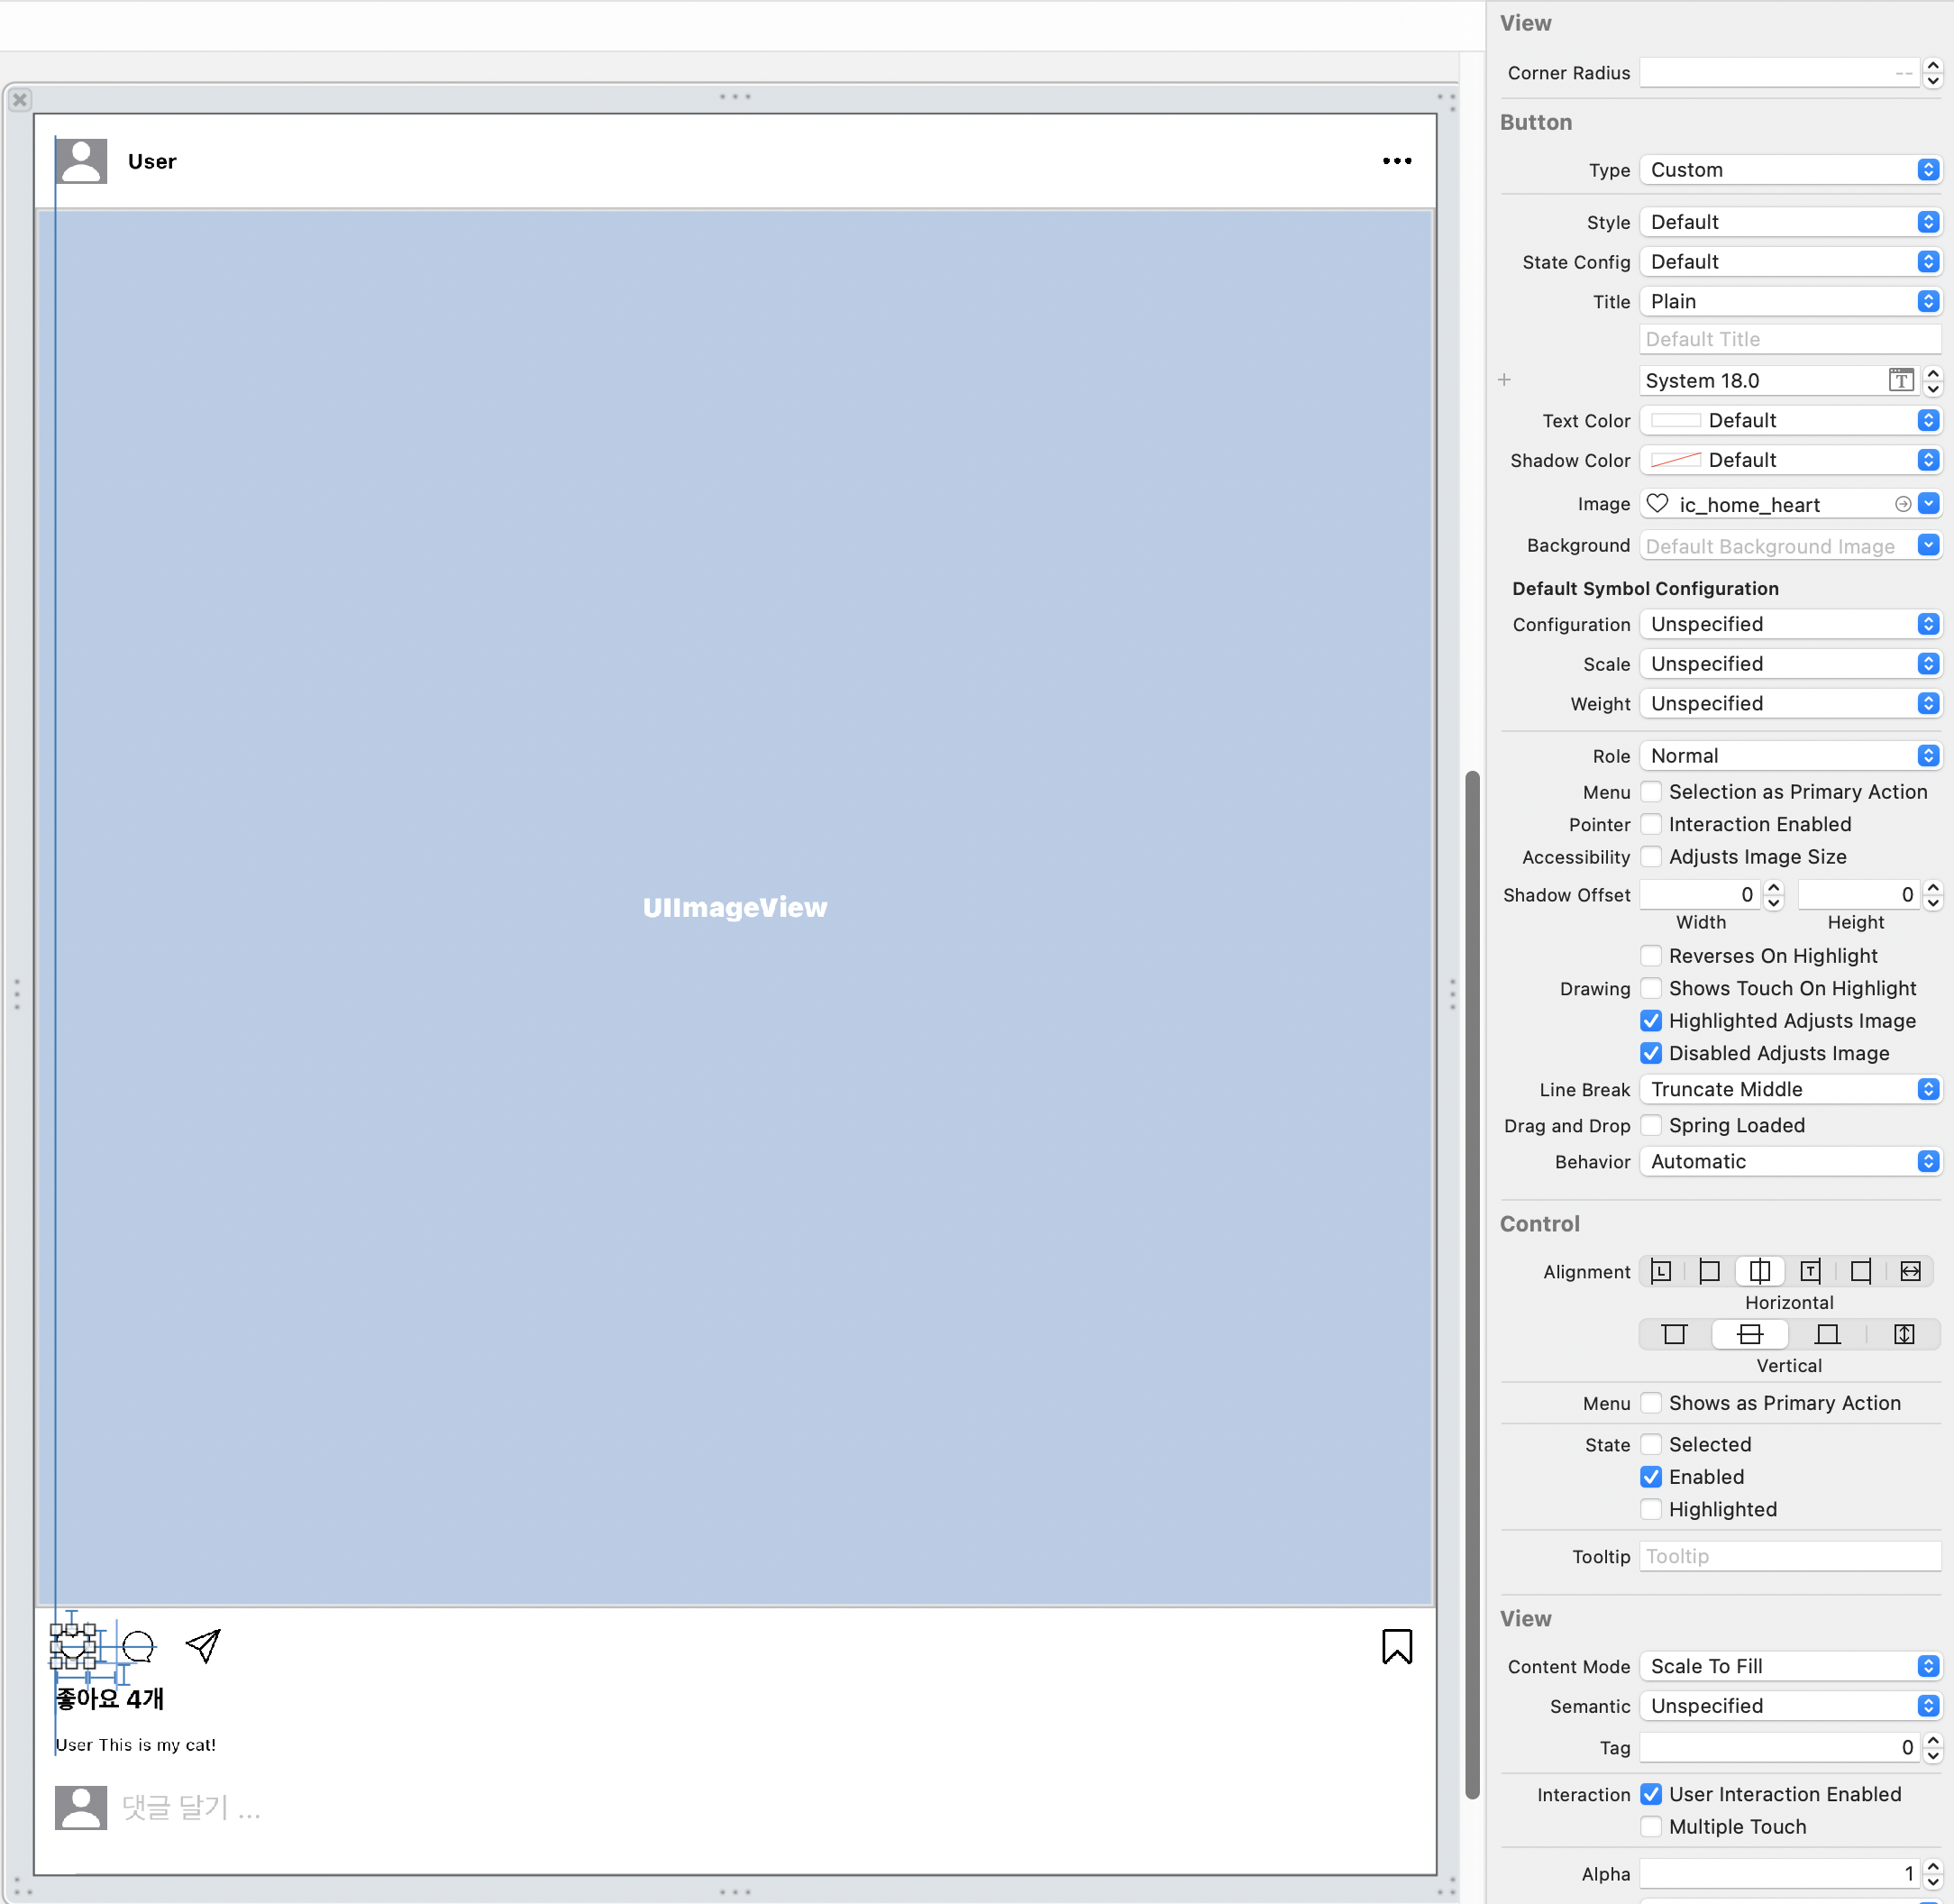 User
UIImageView
좋아요 4개
User This is my cat!
댓글 달기 ...
View
Corner Radius --
Button
Type Custom
Style Default
State Config Default
Title Plain
Default Title
+ System 18.0 T
Text Color Default
Shadow Color Default
Image ic_home_heart
Background Default Background Image
Default Symbol Configuration
Configuration Unspecified
Scale Unspecified
Weight Unspecified
Role Normal
Menu Selection as Primary Action
Pointer Interaction Enabled
Accessibility Adjusts Image Size
Shadow Offset 0 0
Width Height
Reverses On Highlight
Drawing Shows Touch On Highlight
Highlighted Adjusts Image
Disabled Adjusts Image
Line Break Truncate Middle
Drag and Drop Spring Loaded
Behavior Automatic
Control
Alignment L T
Horizontal
Vertical
Menu Shows as Primary Action
State Selected
Enabled
Highlighted
Tooltip Tooltip
View
Content Mode Scale To Fill
Semantic Unspecified
Tag 0
Interaction User Interaction Enabled
Multiple Touch
Alpha 1